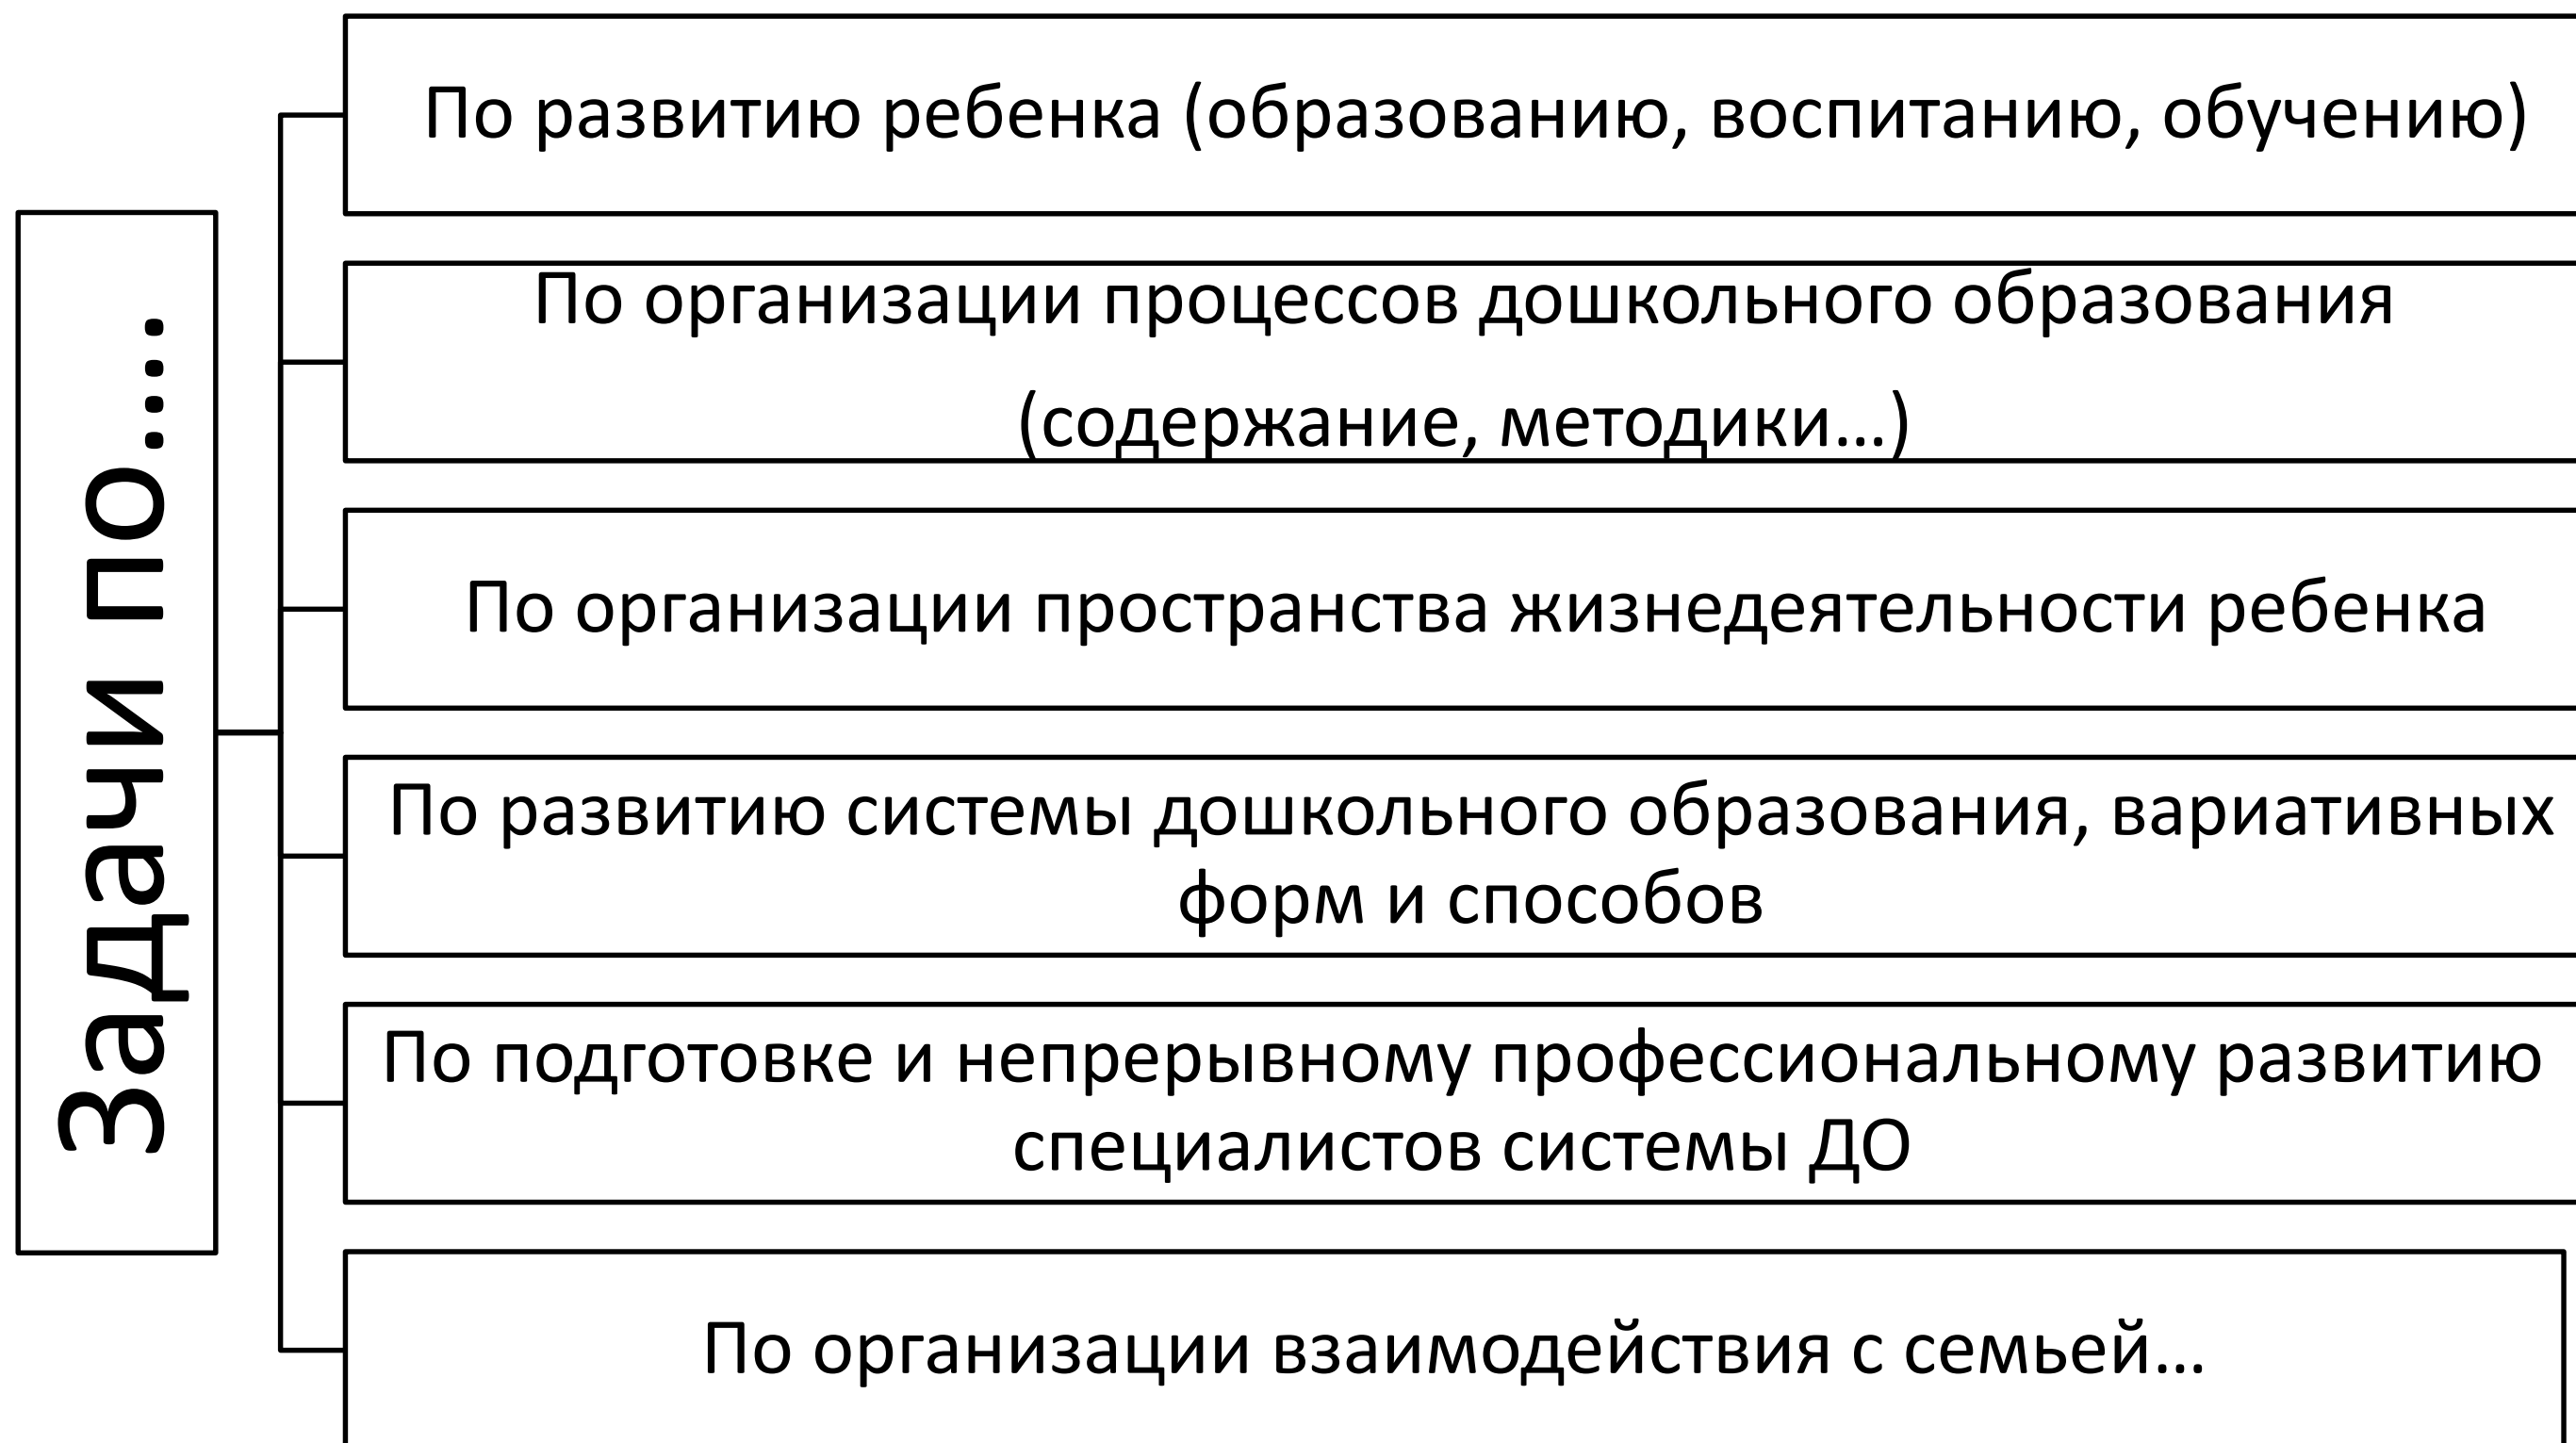 Задачи по....
По развитию ребенка (образованию, воспитанию, обучению)
По организации процессов дошкольного образования
(содержание, методики...)
По организации пространства жизнедеятельности ребенка
По развитию системы дошкольного образования, вариативных
форм и способов
По подготовке и непрерывному профессиональному развитию
специалистов системы ДО
По организации взаимодействия с семьей...